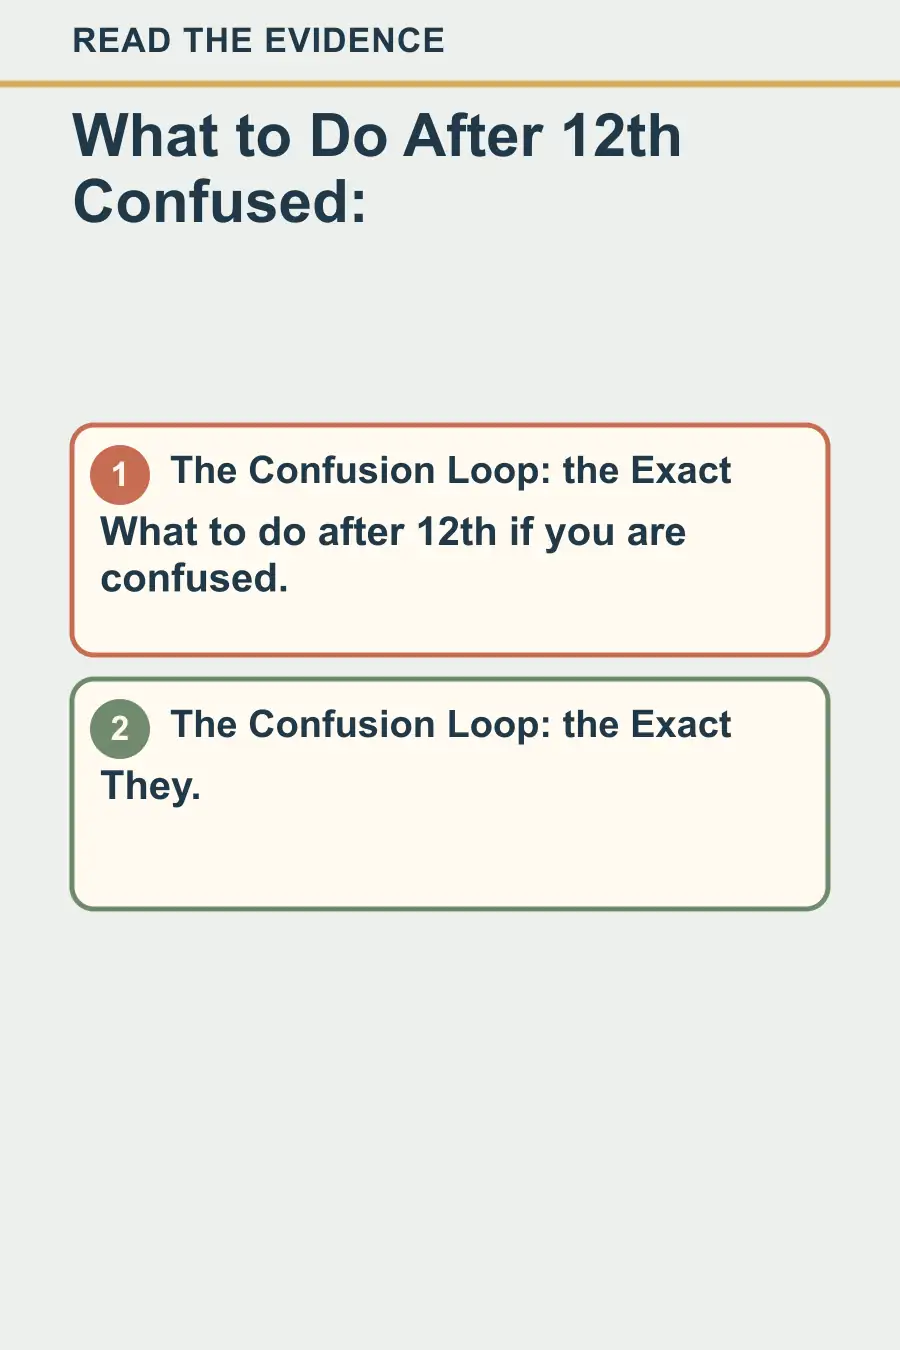 READ THE EVIDENCE
What to Do After 12th
Confused:
1 The Confusion Loop: the Exact
What to do after 12th if you are
confused.
2 The Confusion Loop: the Exact
They.